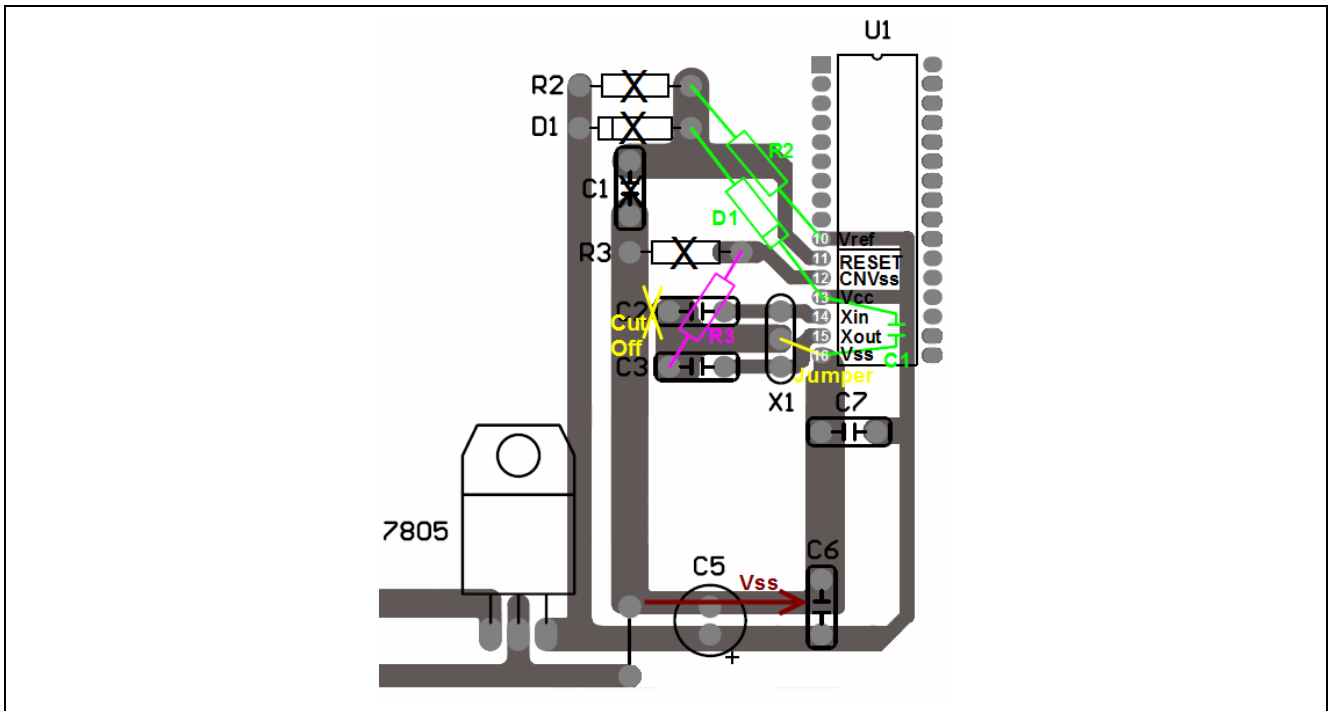 U1
R2
D1
R2
C1
D1
R3
10 Vref
11 RESET
12 CNVss
13 Vcc
14 Xin
15 Xout
16 Vss
C2
Cut
Off
R3
C1
C3
Jumper
X1
C7
7805
C6
C5
Vss
+